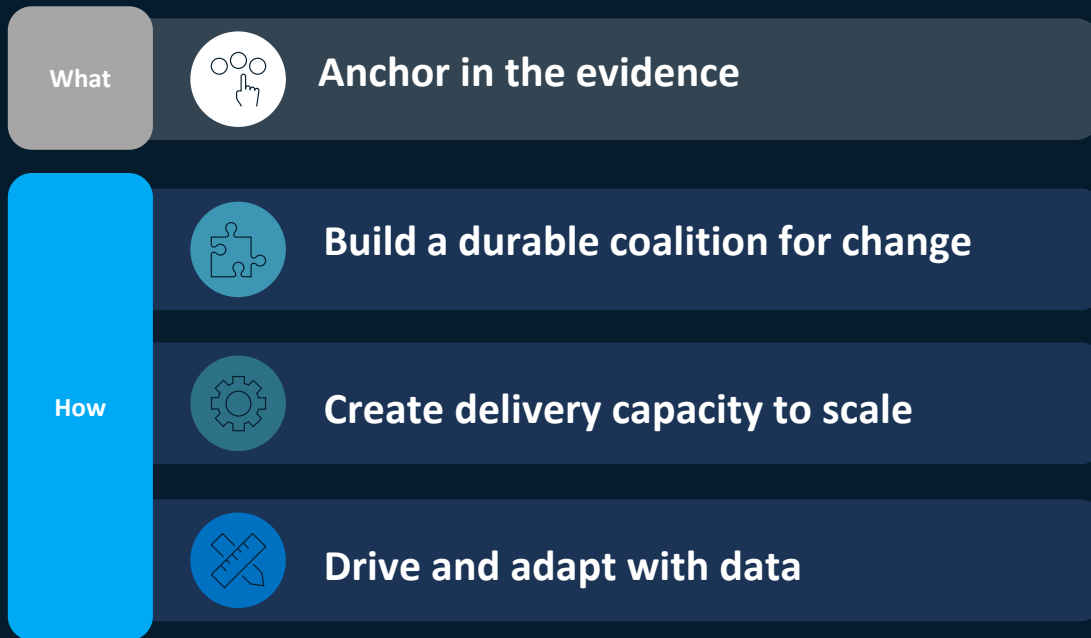 What
Anchor in the evidence
Build a durable coalition for change
How
Create delivery capacity to scale
Drive and adapt with data